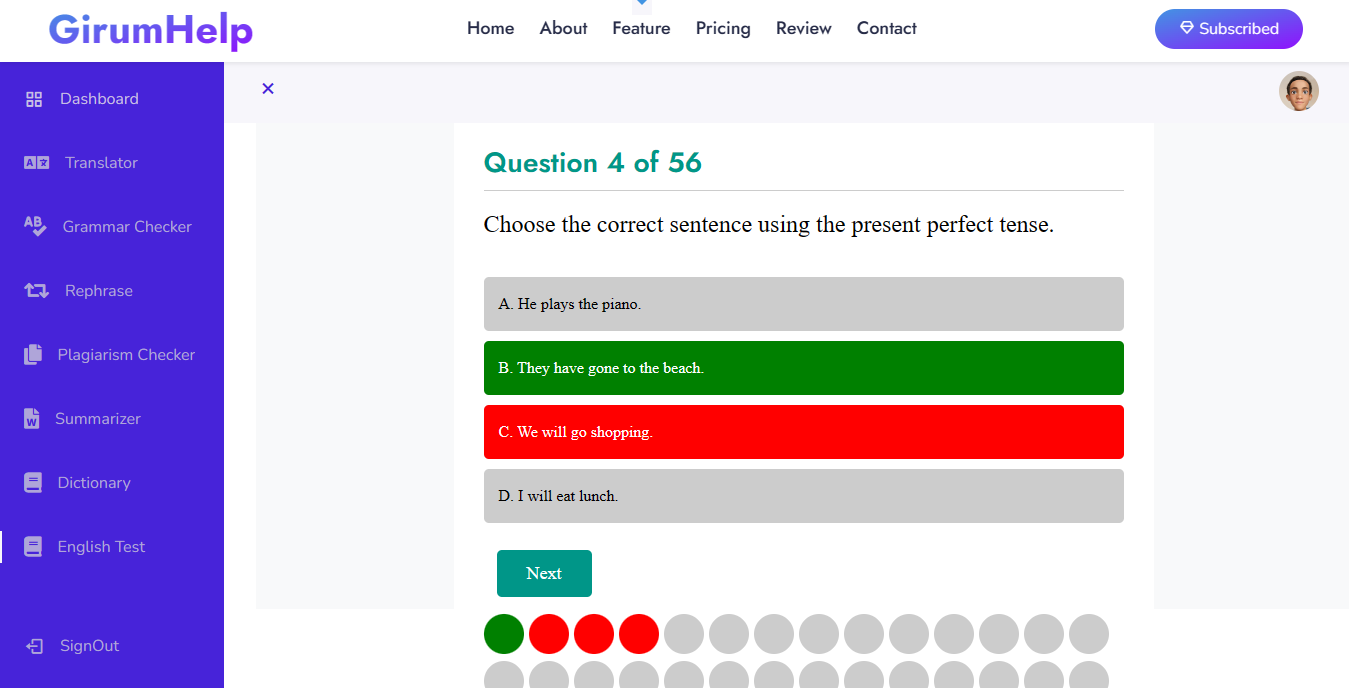 GirumHelp
Home About Feature Pricing Review Contact
Subscribed
Dashboard
Translator
Grammar Checker
Rephrase
Plagiarism Checker
Summarizer
Dictionary
English Test
SignOut
Question 4 of 56
Choose the correct sentence using the present perfect tense.
A. He plays the piano.
B. They have gone to the beach.
C. We will go shopping.
D. I will eat lunch.
Next